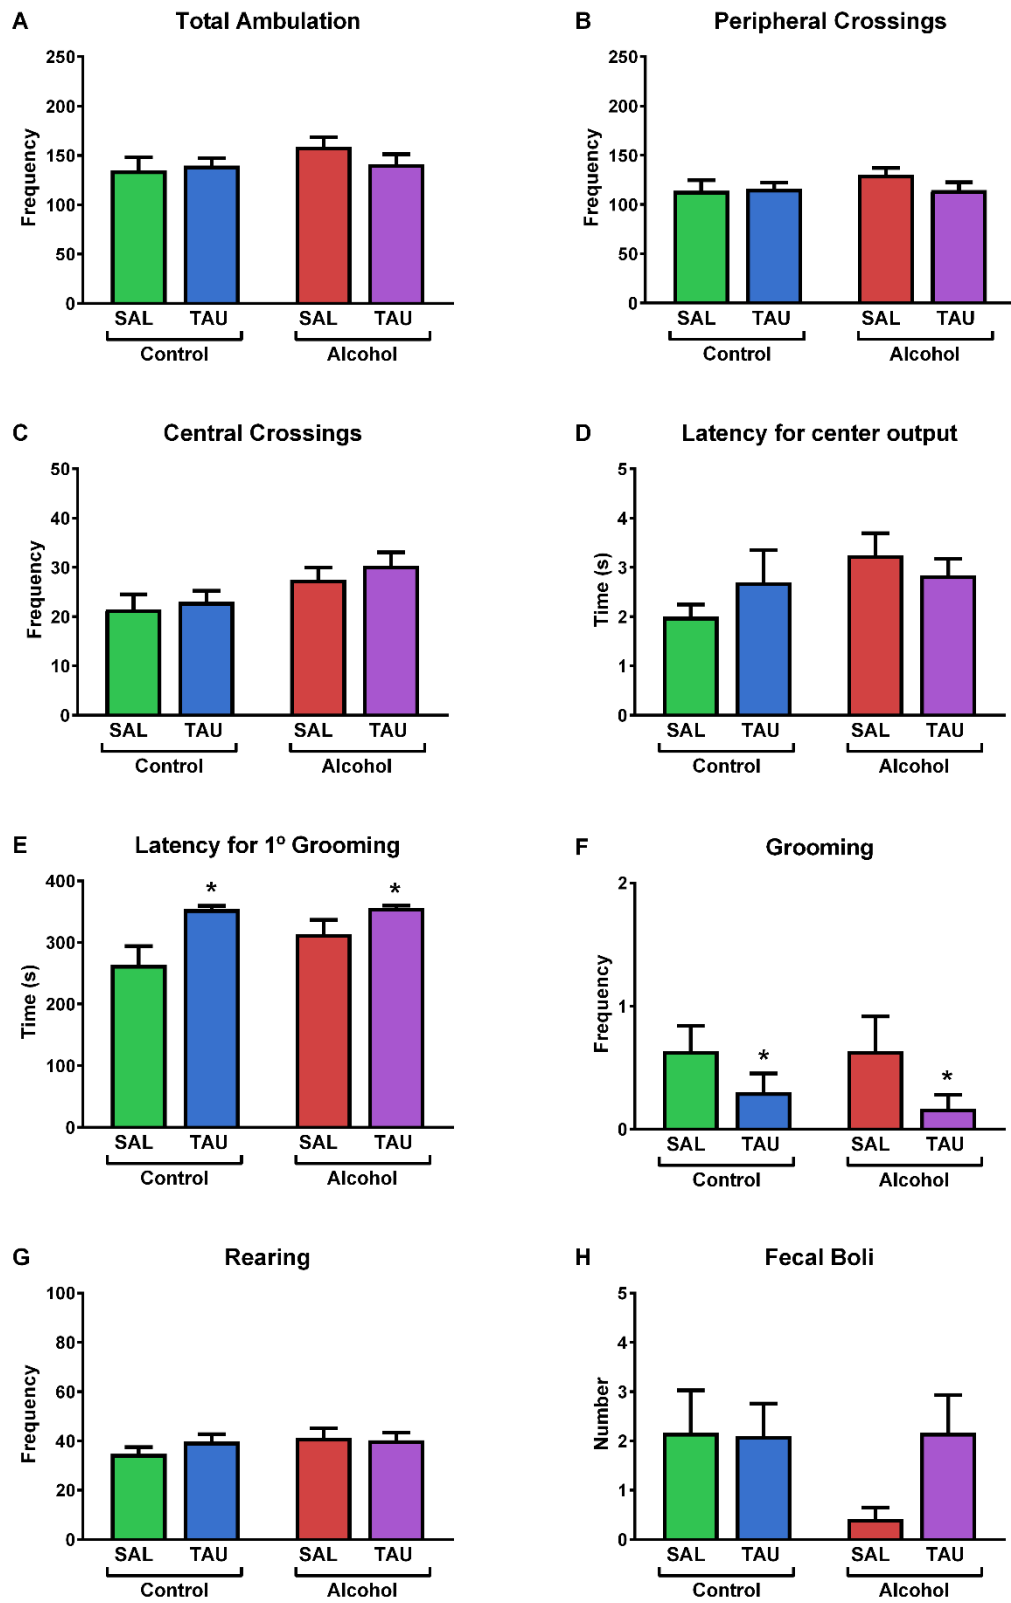 A Total Ambulation
250
200
150
100
50
0
Frequency
SAL TAU SAL TAU
Control Alcohol
B Peripheral Crossings
250
200
150
100
50
0
Frequency
SAL TAU SAL TAU
Control Alcohol
C Central Crossings
50
40
30
20
10
0
Frequency
SAL TAU SAL TAU
Control Alcohol
D Latency for center output
5
4
3
2
1
0
Time (s)
SAL TAU SAL TAU
Control Alcohol
E Latency for 1º Grooming
400
300
200
100
0
Time (s)
* *
SAL TAU SAL TAU
Control Alcohol
F Grooming
2
1
0
Frequency
* *
SAL TAU SAL TAU
Control Alcohol
G Rearing
100
80
60
40
20
0
Frequency
SAL TAU SAL TAU
Control Alcohol
H Fecal Boli
5
4
3
2
1
0
Number
SAL TAU SAL TAU
Control Alcohol